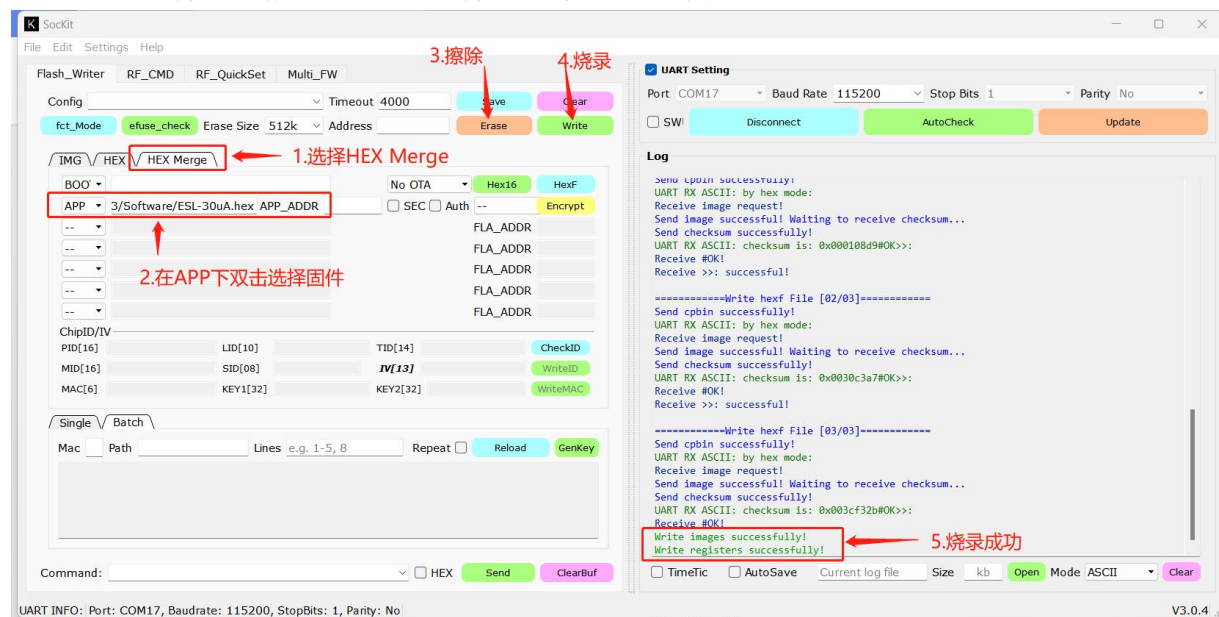 K SocKit
File Edit Settings Help
3.擦除
4.烧录
Flash_Writer RF_CMD RF_QuickSet Multi_FW
Config Timeout 4000 Save Clear
fct_Mode efuse_check Erase Size 512k Address Erase Write
IMG HEX HEX Merge
1.选择HEX Merge
BOO No OTA Hex16 HexF
APP 3/Software/ESL-30uA.hex APP_ADDR SEC Auth -- Encrypt
-- FLA_ADDR
-- FLA_ADDR
2.在APP下双击选择固件
-- FLA_ADDR
-- FLA_ADDR
-- FLA_ADDR
ChipID/IV
PID[16] LID[10] TID[14] CheckID
MID[16] SID[08] IV[13] WriteID
MAC[6] KEY1[32] KEY2[32] WriteMAC
Single Batch
Mac Path Lines e.g. 1-5, 8 Repeat Reload GenKey
Command: HEX Send ClearBuf
UART Setting
Port COM17 Baud Rate 115200 Stop Bits 1 Parity No
SWI Disconnect AutoCheck Update
Log
Send cpbin successfully!
UART RX ASCII: by hex mode:
Receive image request!
Send image successful! Waiting to receive checksum...
Send checksum successfully!
UART RX ASCII: checksum is: 0x000108d9#OK>>:
Receive #OK!
Receive >>: successful!
============Write hexf File [02/03]============
Send cpbin successfully!
UART RX ASCII: by hex mode:
Receive image request!
Send image successful! Waiting to receive checksum...
Send checksum successfully!
UART RX ASCII: checksum is: 0x0030c3a7#OK>>:
Receive #OK!
Receive >>: successful!
============Write hexf File [03/03]============
Send cpbin successfully!
UART RX ASCII: by hex mode:
Receive image request!
Send image successful! Waiting to receive checksum...
Send checksum successfully!
UART RX ASCII: checksum is: 0x003cf32b#OK>>:
Receive #OK!
Write images successfully!
Write registers successfully!
5.烧录成功
TimeTic AutoSave Current log file Size kb Open Mode ASCII Clear
UART INFO: Port: COM17, Baudrate: 115200, StopBits: 1, Parity: No
V3.0.4